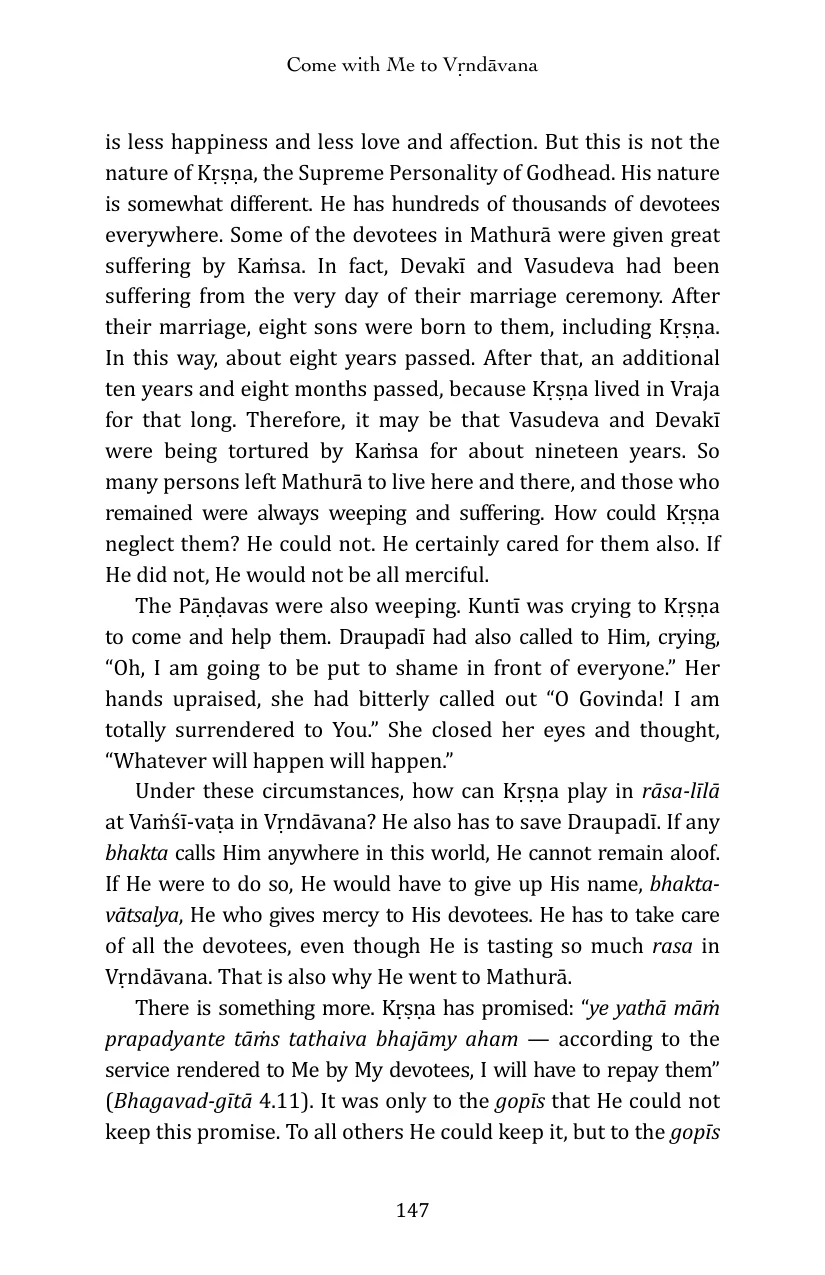 Come with Me to Vṛndāvana
is less happiness and less love and affection. But this is not the
nature of Kṛṣṇa, the Supreme Personality of Godhead. His nature
is somewhat different. He has hundreds of thousands of devotees
everywhere. Some of the devotees in Mathurā were given great
suffering by Kaṁsa. In fact, Devakī and Vasudeva had been
suffering from the very day of their marriage ceremony. After
their marriage, eight sons were born to them, including Kṛṣṇa.
In this way, about eight years passed. After that, an additional
ten years and eight months passed, because Kṛṣṇa lived in Vraja
for that long. Therefore, it may be that Vasudeva and Devakī
were being tortured by Kaṁsa for about nineteen years. So
many persons left Mathurā to live here and there, and those who
remained were always weeping and suffering. How could Kṛṣṇa
neglect them? He could not. He certainly cared for them also. If
He did not, He would not be all merciful.
The Pāṇḍavas were also weeping. Kuntī was crying to Kṛṣṇa
to come and help them. Draupadī had also called to Him, crying,
“Oh, I am going to be put to shame in front of everyone.” Her
hands upraised, she had bitterly called out “O Govinda! I am
totally surrendered to You.” She closed her eyes and thought,
“Whatever will happen will happen.”
Under these circumstances, how can Kṛṣṇa play in rāsa-līlā
at Vaṁśī-vaṭa in Vṛndāvana? He also has to save Draupadī. If any
bhakta calls Him anywhere in this world, He cannot remain aloof.
If He were to do so, He would have to give up His name, bhakta-
vātsalya, He who gives mercy to His devotees. He has to take care
of all the devotees, even though He is tasting so much rasa in
Vṛndāvana. That is also why He went to Mathurā.
There is something more. Kṛṣṇa has promised: “ye yathā māṁ
prapadyante tāṁs tathaiva bhajāmy aham — according to the
service rendered to Me by My devotees, I will have to repay them”
(Bhagavad-gītā 4.11). It was only to the gopīs that He could not
keep this promise. To all others He could keep it, but to the gopīs
147